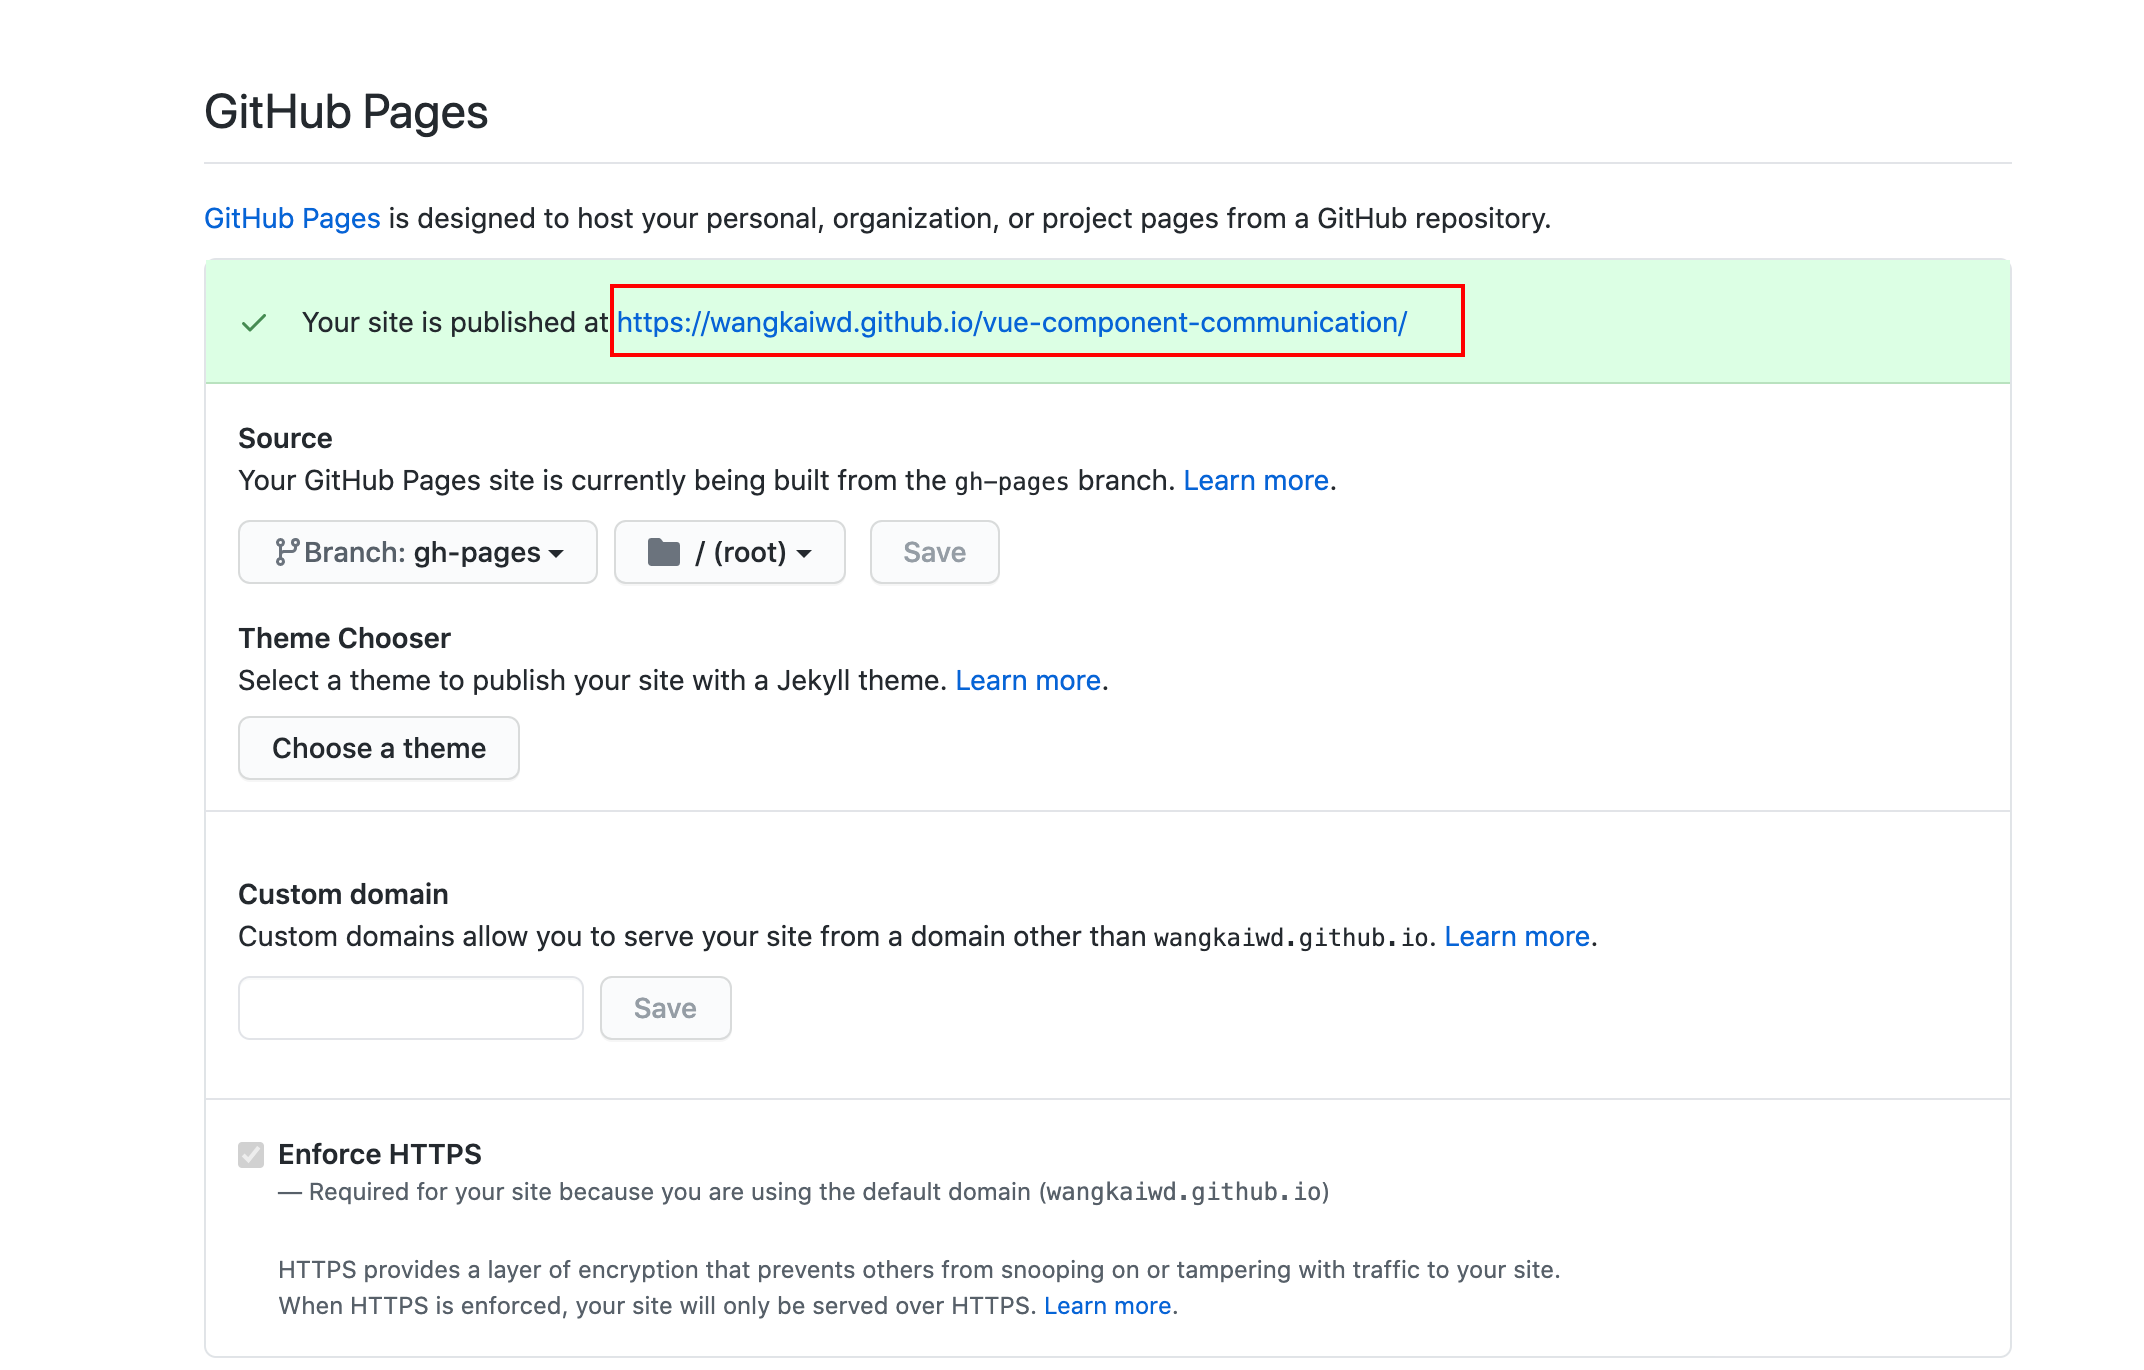 GitHub Pages
GitHub Pages is designed to host your personal, organization, or project pages from a GitHub repository.
Your site is published at https://wangkaiwd.github.io/vue-component-communication/
Source
Your GitHub Pages site is currently being built from the gh-pages branch. Learn more.
Branch: gh-pages / (root) Save
Theme Chooser
Select a theme to publish your site with a Jekyll theme. Learn more.
Choose a theme
Custom domain
Custom domains allow you to serve your site from a domain other than wangkaiwd.github.io. Learn more.
Save
Enforce HTTPS
— Required for your site because you are using the default domain (wangkaiwd.github.io)
HTTPS provides a layer of encryption that prevents others from snooping on or tampering with traffic to your site.
When HTTPS is enforced, your site will only be served over HTTPS. Learn more.